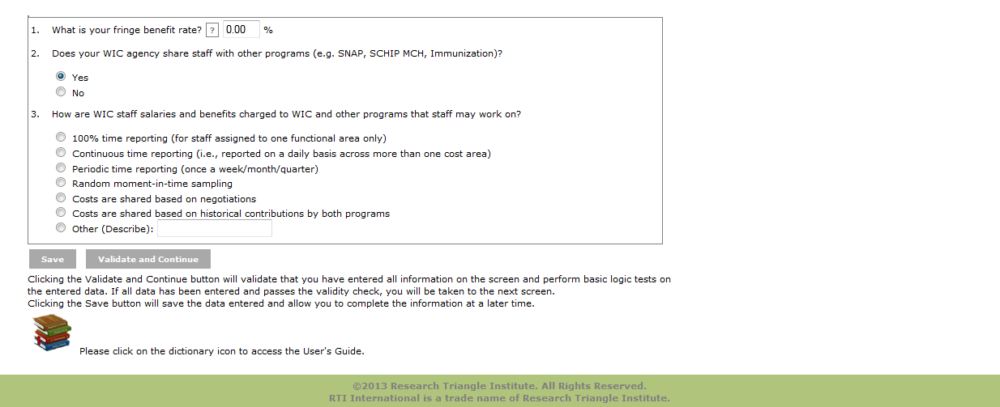 1. What is your fringe benefit rate? ? 0.00 %
2. Does your WIC agency share staff with other programs (e.g. SNAP, SCHIP MCH, Immunization)?
Yes
No
3. How are WIC staff salaries and benefits charged to WIC and other programs that staff may work on?
100% time reporting (for staff assigned to one functional area only)
Continuous time reporting (i.e., reported on a daily basis across more than one cost area)
Periodic time reporting (once a week/month/quarter)
Random moment-in-time sampling
Costs are shared based on negotiations
Costs are shared based on historical contributions by both programs
Other (Describe):
Save Validate and Continue
Clicking the Validate and Continue button will validate that you have entered all information on the screen and perform basic logic tests on
the entered data. If all data has been entered and passes the validity check, you will be taken to the next screen.
Clicking the Save button will save the data entered and allow you to complete the information at a later time.
Please click on the dictionary icon to access the User's Guide.
©2013 Research Triangle Institute. All Rights Reserved.
RTI International is a trade name of Research Triangle Institute.